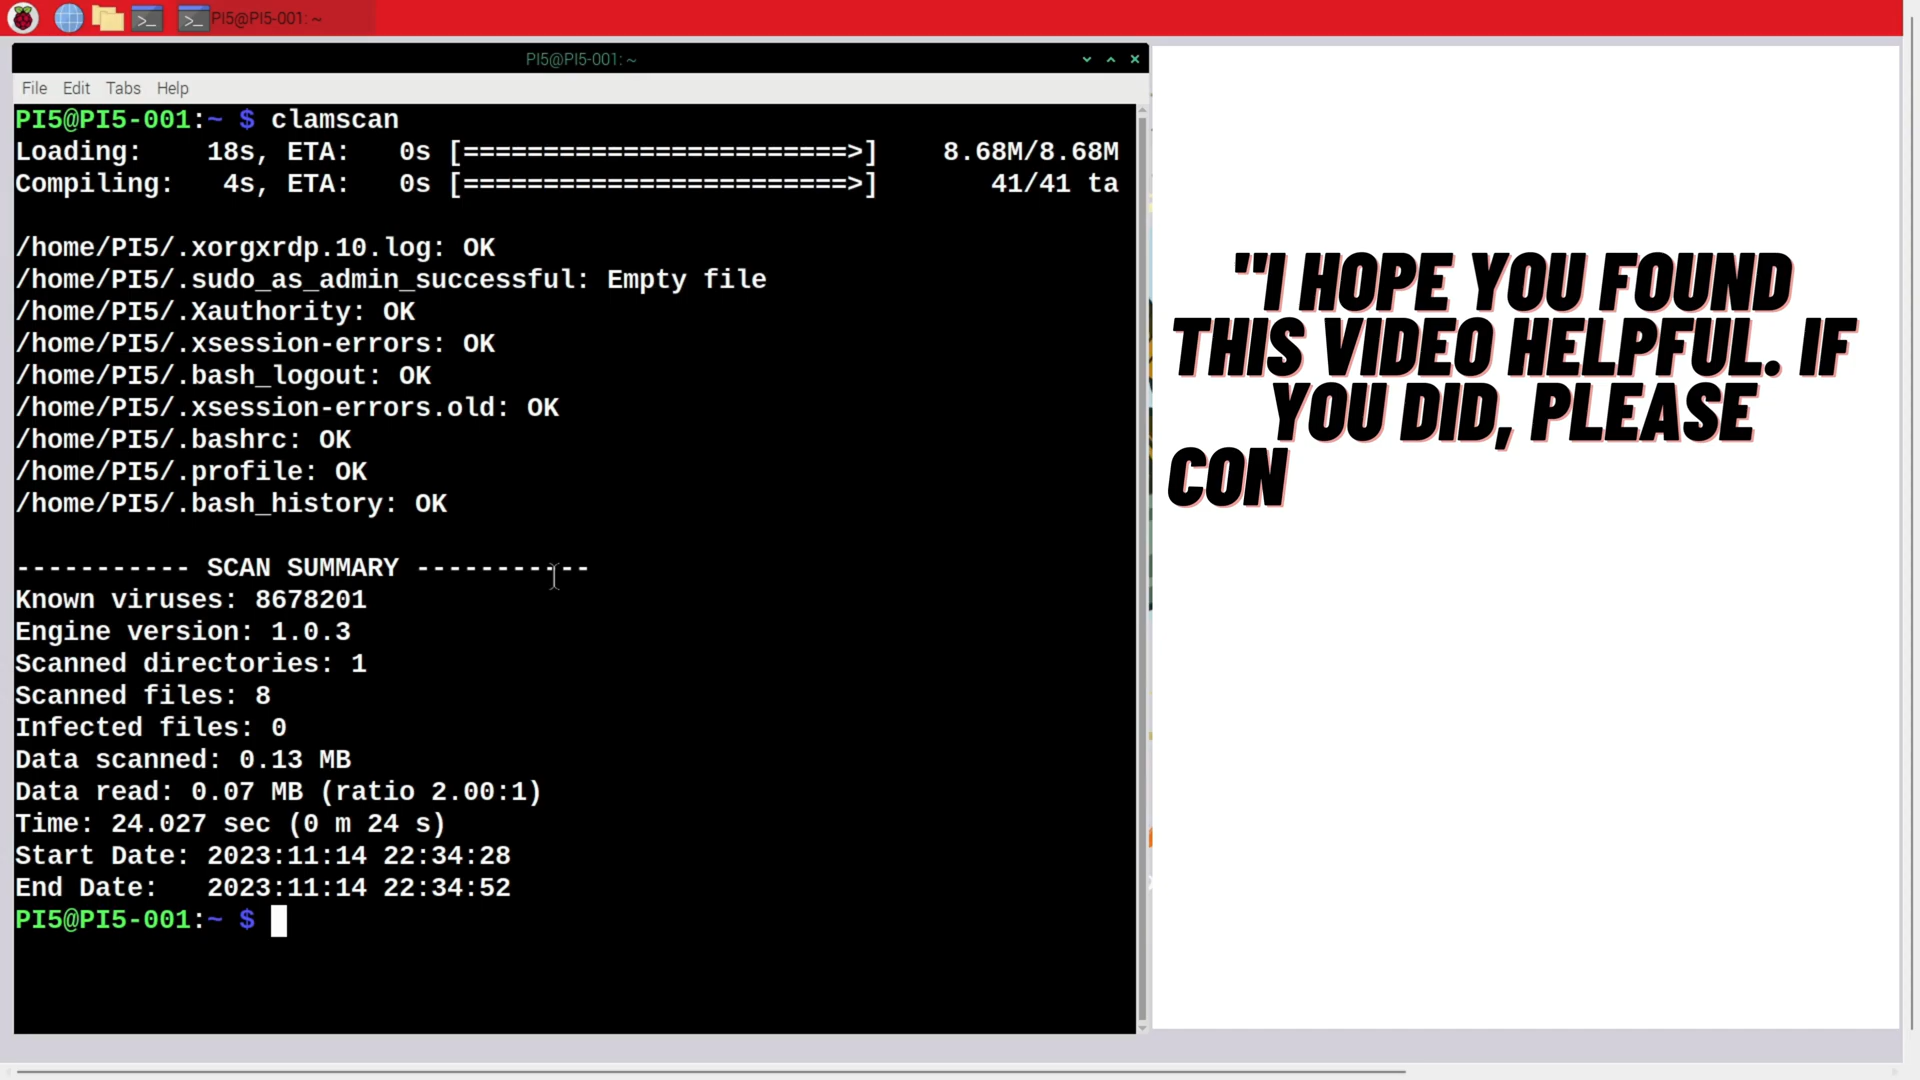 PI5@PI5-001: ~
PI5@PI5-001: ~
File Edit Tabs Help
PI5@PI5-001:~ $ clamscan
Loading:    18s, ETA:   0s [========================>]    8.68M/8.68M
Compiling:   4s, ETA:   0s [========================>]       41/41 ta
/home/PI5/.xorgxrdp.10.log: OK
/home/PI5/.sudo_as_admin_successful: Empty file
/home/PI5/.Xauthority: OK
/home/PI5/.xsession-errors: OK
/home/PI5/.bash_logout: OK
/home/PI5/.xsession-errors.old: OK
/home/PI5/.bashrc: OK
/home/PI5/.profile: OK
/home/PI5/.bash_history: OK
----------- SCAN SUMMARY -----------
Known viruses: 8678201
Engine version: 1.0.3
Scanned directories: 1
Scanned files: 8
Infected files: 0
Data scanned: 0.13 MB
Data read: 0.07 MB (ratio 2.00:1)
Time: 24.027 sec (0 m 24 s)
Start Date: 2023:11:14 22:34:28
End Date:   2023:11:14 22:34:52
PI5@PI5-001:~ $
"I HOPE YOU FOUND
THIS VIDEO HELPFUL. IF
YOU DID, PLEASE
CON